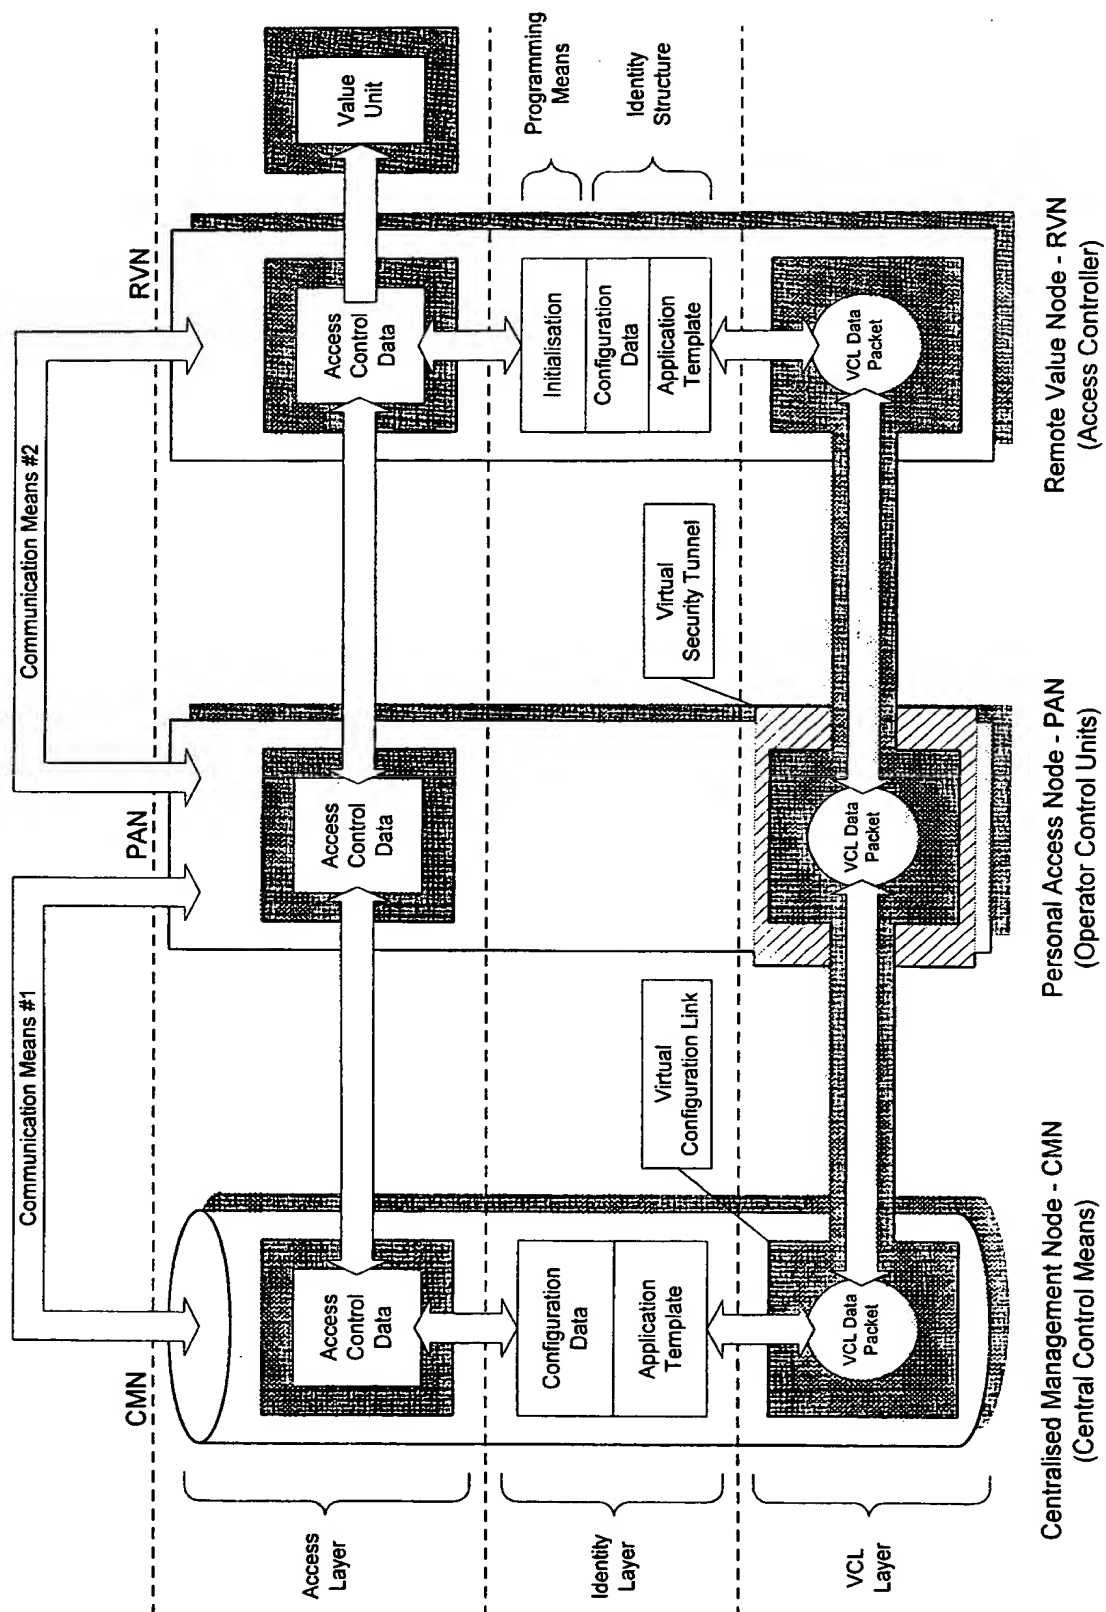 Communication Means #1
Communication Means #2
CMN
PAN
RVN
Access
Layer
Access
Control
Data
Access
Control
Data
Access
Control
Data
Value
Unit
Identity
Layer
Configuration
Data
Application
Template
Initialisation
Configuration
Data
Application
Template
Programming
Means
Identity
Structure
Virtual
Configuration Link
Virtual
Security Tunnel
VCL
Layer
VCL Data
Packet
VCL Data
Packet
VCL Data
Packet
Centralised Management Node - CMN
(Central Control Means)
Personal Access Node - PAN
(Operator Control Units)
Remote Value Node - RVN
(Access Controller)